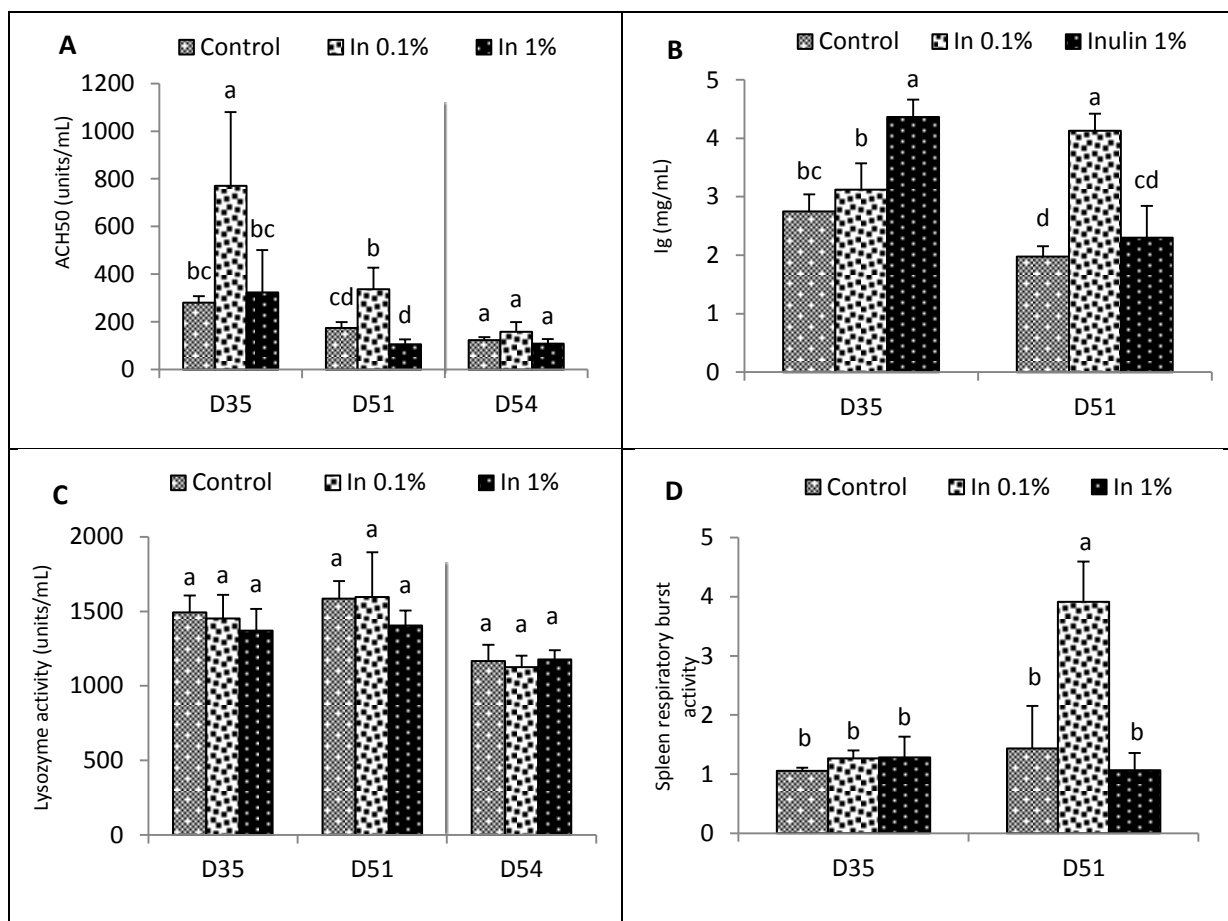 A
Control In 0.1% In 1%
1200
1000
800
600
400
200
0
ACH50 (units/mL)
bc a bc
cd b d
a a a
D35 D51 D54
B
Control In 0.1% Inulin 1%
5
4
3
2
1
0
Ig (mg/mL)
bc b a
d a cd
D35 D51
C
Control In 0.1% In 1%
2000
1500
1000
500
0
Lysozyme activity (units/mL)
a a a
a a a
a a a
D35 D51 D54
D
Control In 0.1% In 1%
5
4
3
2
1
0
Spleen respiratory burst
activity
b b b
b a b
D35 D51